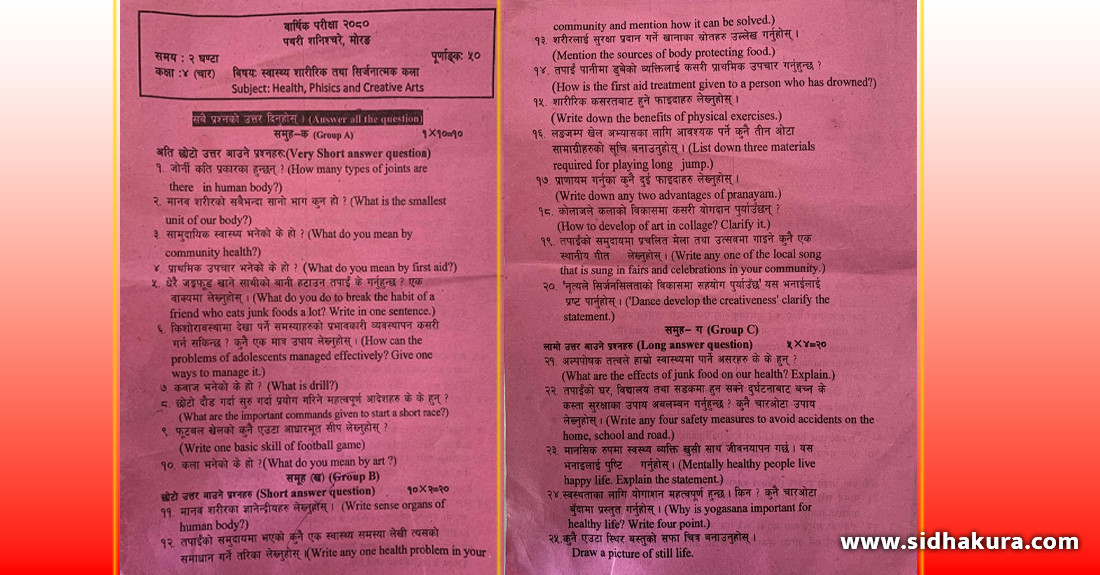 वार्षिक परीक्षा २०८०
पथरी शनिश्चरे, मोरङ
समय : २ घण्टा पूर्णाङ्क: ५०
कक्षा :४ (चार) विषय: स्वास्थ्य शारीरिक तथा सिर्जनात्मक कला
Subject: Health, Phisics and Creative Arts
सबै प्रश्नको उत्तर दिनुहोस् । (Answer all the question)
समुह-क (Group A) १×१०=१०
अति छोटो उत्तर आउने प्रश्नहरु:(Very Short answer question)
१. जोर्नी कति प्रकारका हुन्छन् ? (How many types of joints are
there in human body?)
२. मानव शरीरको सबैभन्दा सानो भाग कुन हो ? (What is the smallest
unit of our body?)
३. सामुदायिक स्वास्थ्य भनेको के हो ? (What do you mean by
community health?)
४. प्राथमिक उपचार भनेको के हो ? (What do you mean by first aid?)
५. धेरै जङ्कफूड खाने साथीको बानी हटाउन तपाईँ के गर्नुहुन्छ ? एक
वाक्यमा लेख्नुहोस् । (What do you do to break the habit of a
friend who eats junk foods a lot? Write in one sentence.)
६. किशोरावस्थामा देखा पर्ने समस्याहरुको प्रभावकारी व्यवस्थापन कसरी
गर्न सकिन्छ ? कुनै एक मात्र उपाय लेख्नुहोस् । (How can the
problems of adolescents managed effectively? Give one
ways to manage it.)
७ कवाज भनेको के हो ? (What is drill?)
८. छोटो दौड गर्दा सुरु गर्दा प्रयोग गरिने महत्वपूर्ण आदेशहरु के के हुन् ?
(What are the important commands given to start a short race?)
९. फूटबल खेलको कुनै एउटा आधारभूत सीप लेख्नुहोस् ?
(Write one basic skill of football game)
१०. कला भनेको के हो ?(What do you mean by art ?)
समूह (ख) (Group B)
छोटो उत्तर आउने प्रश्नहरु (Short answer question) १०×२=२०
११. मानव शरीरका ज्ञानेन्द्रीयहरु लेख्नुहोस् । (Write sense organs of
human body?)
१२. तपाईंको समुदायमा भएको कुनै एक स्वास्थ्य समस्या लेखी त्यसको
समाधान गर्ने तरिका लेख्नुहोस् ।(Write any one health problem in your
community and mention how it can be solved.)
१३. शरीरलाई सुरक्षा प्रदान गर्ने खानाका स्रोतहरु उल्लेख गर्नुहोस् ।
(Mention the sources of body protecting food.)
१४. तपाईं पानीमा डुबेको व्यक्तिलाई कसरी प्राथमिक उपचार गर्नुहुन्छ ?
(How is the first aid treatment given to a person who has drowned?)
१५. शारीरिक कसरतबाट हुने फाइदाहरु लेख्नुहोस् ।
(Write down the benefits of physical exercises.)
१६. लङजम्प खेल अभ्यासका लागि आवश्यक पर्ने कुनै तीन ओटा
सामाग्रीहरुको सुचि बनाउनुहोस् । (List down three materials
required for playing long jump.)
१७ प्राणायम गर्नुका कुनै दुई फाइदाहरु लेख्नुहोस् ।
(Write down any two advantages of pranayam.)
१८. कोलाजले कलाको विकासमा कसरी योगदान पुर्याउँछन् ?
(How to develop of art in collage? Clarify it.)
१९. तपाईंको समुदायमा प्रचलित मेला तथा उत्सवमा गाइने कुनै एक
स्थानीय गीत लेख्नुहोस् । (Write any one of the local song
that is sung in fairs and celebrations in your community.)
२०. 'नृत्यले सिर्जनसिलताको विकासमा सहयोग पुर्याउँछ' यस भनाईलाई
प्रष्ट पार्नुहोस् । ('Dance develop the creativeness' clarify the
statement.)
समुह- ग (Group C)
लामो उत्तर आउने प्रश्नहरु (Long answer question) ५×४=२०
२१. अल्पपोषक तत्वले हाम्रो स्वास्थ्यमा पार्ने असरहरु के के हुन् ?
(What are the effects of junk food on our health? Explain.)
२२. तपाईंको घर, विद्यालय तथा सडकमा हुन सक्ने दुर्घटनाबाट बच्न के
कस्ता सुरक्षाका उपाय अबलम्बन गर्नुहुन्छ ? कुनै चारओटा उपाय
लेख्नुहोस् । (Write any four safety measures to avoid accidents on the
home, school and road.)
२३. मानसिक रुपमा स्वस्थ्य व्यक्ति खुसी साथ जीवनयापन गर्छ । यस
भनाइलाई पुष्टि गर्नुहोस् । (Mentally healthy people live
happy life. Explain the statement.)
२४.स्वस्थताका लागि योगाशन महत्वपूर्ण हुन्छ । किन ? कुनै चारओटा
बुँदामा प्रस्तुत गर्नुहोस् । (Why is yogasana important for
healthy life? Write four point.)
२५.कुनै एउटा स्थिर बस्तुको सफा चित्र बनाउनुहोस् ।
Draw a picture of still life.
www.sidhakura.com